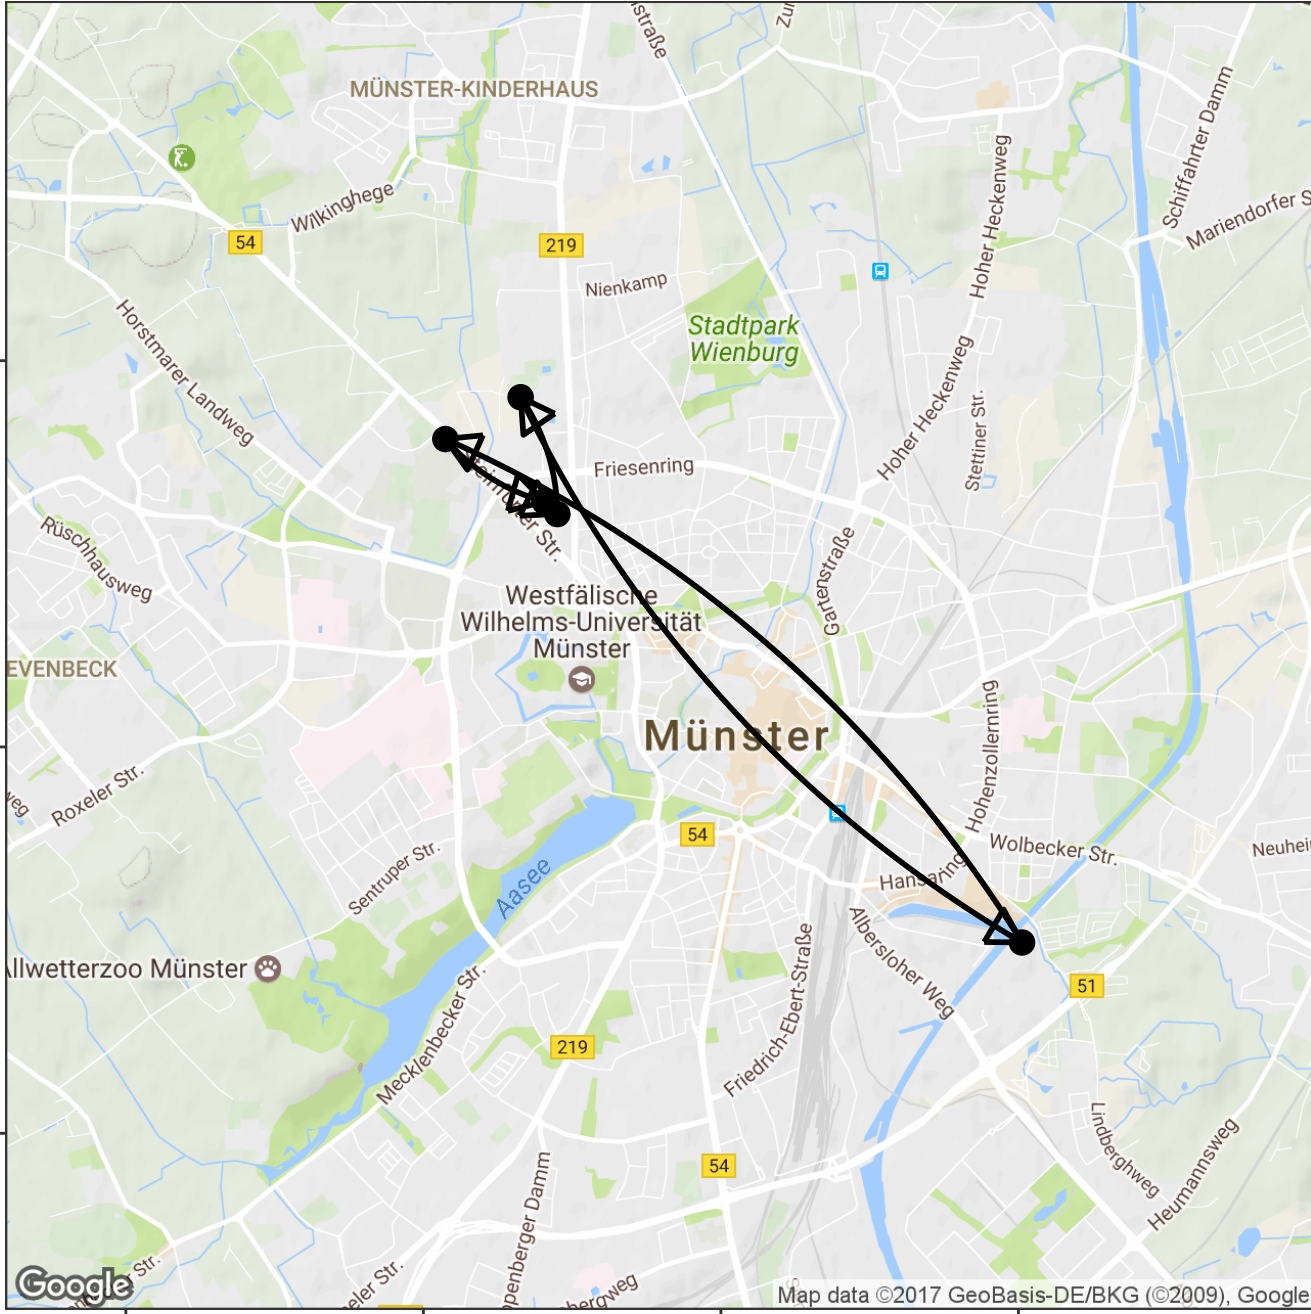 MÜNSTER-KINDERHAUS
Schiffahrter Damm
Wilkinghege
Hoher Heckenweg
Mariendorfer S
54
219
Nienkamp
Horstmarer Landweg
Stadtpark
Wienburg
Hoher Heckenweg
Stettiner Str.
Friesenring
Rüschhausweg
Gartenstraße
Westfälische
Wilhelms-Universität
Münster
EVENBECK
Münster
Hohenzollernring
Roxeler Str.
weg
54
Wolbecker Str.
Neuhei
Sentruper Str.
Aasee
Hansaring
Albersloher Weg
Allwetterzoo Münster
51
Mecklenbecker Str.
Friedrich-Ebert-Straße
219
Lindberghweg
Heumannsweg
54
Google
Map data ©2017 GeoBasis-DE/BKG (©2009), Google